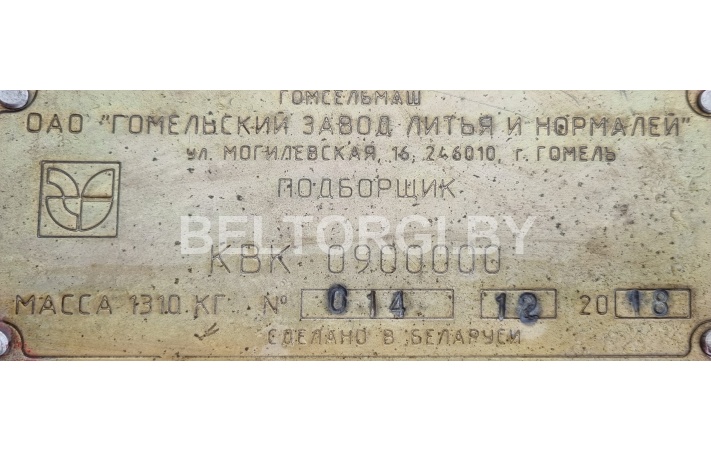 ГОМСЕЛЬМАШ
ОАО "ГОМЕЛЬСКИЙ ЗАВОД ЛИТЬЯ И НОРМАЛЕЙ"
ул. МОГИЛЕВСКАЯ, 16, 246010, г. ГОМЕЛЬ
ПОДБОРЩИК
BELTORGI.BY
КВК 0900000
МАССА 1310 КГ № 014 12 2018
СДЕЛАНО В БЕЛАРУСИ